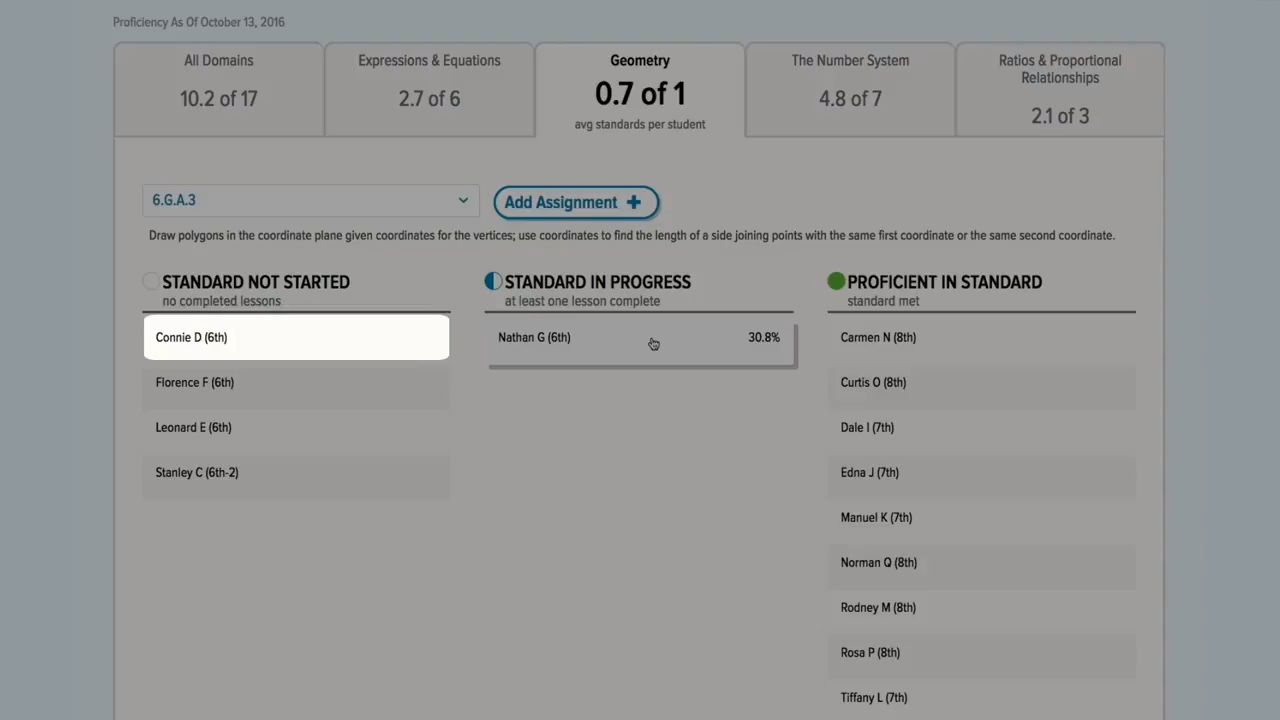 Proficiency As Of October 13, 2016
All Domains
10.2 of 17
Expressions & Equations
2.7 of 6
Geometry
0.7 of 1
avg standards per student
The Number System
4.8 of 7
Ratios & Proportional
Relationships
2.1 of 3
6.G.A.3
Add Assignment +
Draw polygons in the coordinate plane given coordinates for the vertices; use coordinates to find the length of a side joining points with the same first coordinate or the same second coordinate.
STANDARD NOT STARTED
no completed lessons
Connie D (6th)
Florence F (6th)
Leonard E (6th)
Stanley C (6th-2)
STANDARD IN PROGRESS
at least one lesson complete
Nathan G (6th) 30.8%
PROFICIENT IN STANDARD
standard met
Carmen N (8th)
Curtis O (8th)
Dale I (7th)
Edna J (7th)
Manuel K (7th)
Norman Q (8th)
Rodney M (8th)
Rosa P (8th)
Tiffany L (7th)